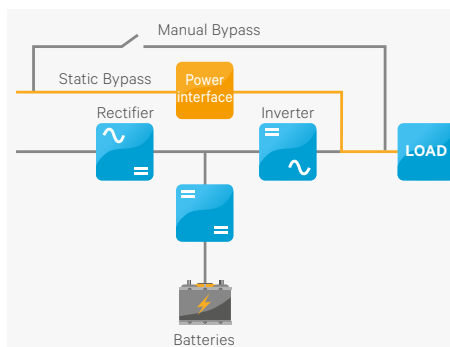 Manual Bypass
Static Bypass
Power
interface
Rectifier
Inverter
LOAD
Batteries